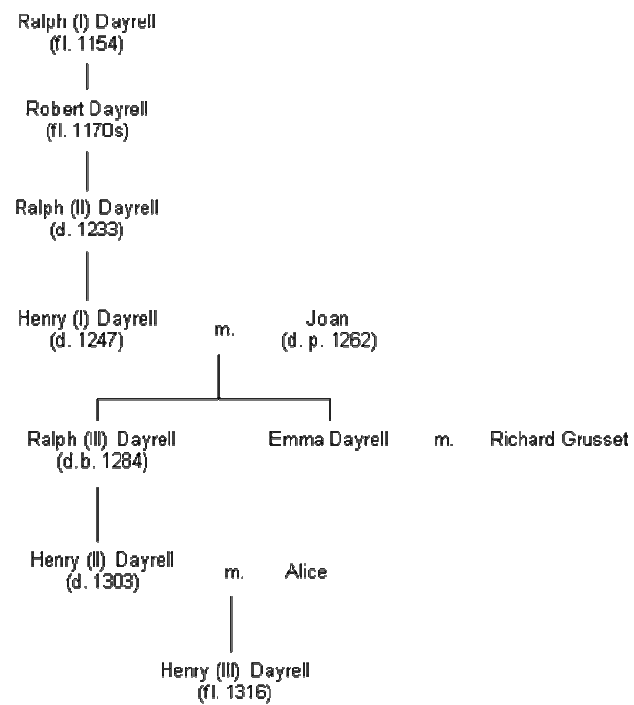 Ralph (I) Dayrell
(fl. 1154)
Robert Dayrell
(fl. 1170s)
Ralph (II) Dayrell
(d. 1233)
Henry (I) Dayrell
(d. 1247)
m.
Joan
(d. p. 1262)
Ralph (III) Dayrell
(d.b. 1284)
Emma Dayrell
m.
Richard Grusset
Henry (II) Dayrell
(d. 1303)
m.
Alice
Henry (III) Dayrell
(fl. 1316)